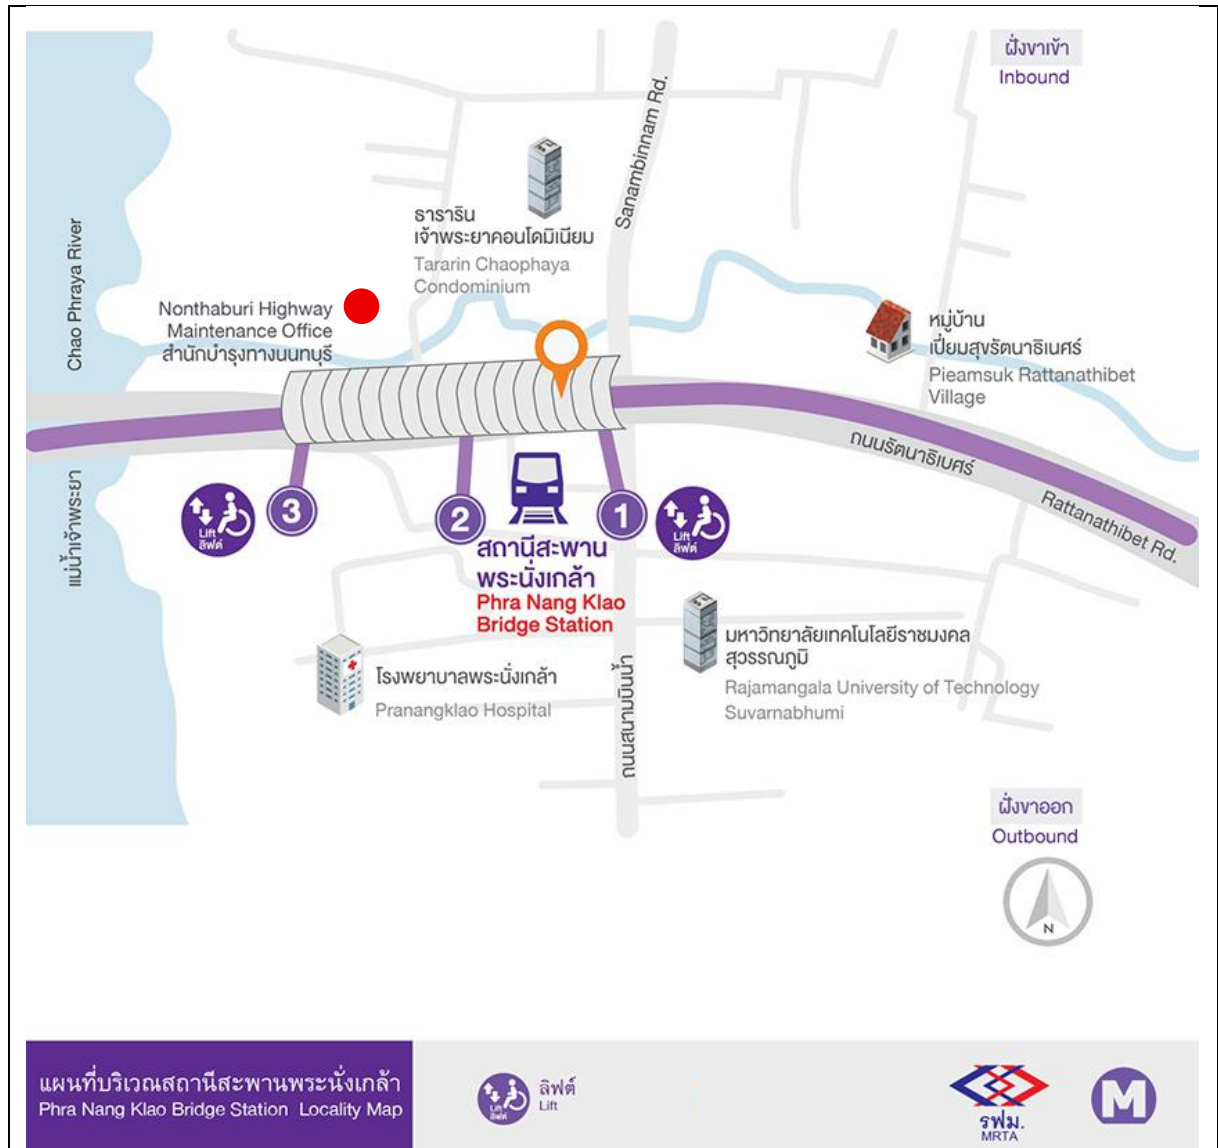 ฝั่งขาเข้า
Inbound
Sanambinnam Rd.
ธาราริน
เจ้าพระยาคอนโดมิเนียม
Tararin Chaophaya
Condominium
Chao Phraya River
Nonthaburi Highway
Maintenance Office
สำนักบำรุงทางนนทบุรี
หมู่บ้าน
เปี่ยมสุขรัตนาธิเบศร์
Pieamsuk Rattanathibet
Village
ถนนรัตนาธิเบศร์
Rattanathibet Rd.
แม่น้ำเจ้าพระยา
Lift
ลิฟต์
3
2
1
Lift
ลิฟต์
สถานีสะพาน
พระนั่งเกล้า
Phra Nang Klao
Bridge Station
มหาวิทยาลัยเทคโนโลยีราชมงคล
สุวรรณภูมิ
Rajamangala University of Technology
Suvarnabhumi
โรงพยาบาลพระนั่งเกล้า
Pranangklao Hospital
ถนนสนามบินน้ำ
ฝั่งขาออก
Outbound
N
แผนที่บริเวณสถานีสะพานพระนั่งเกล้า
Phra Nang Klao Bridge Station Locality Map
Lift
ลิฟต์
ลิฟต์
Lift
รฟม.
MRTA
M